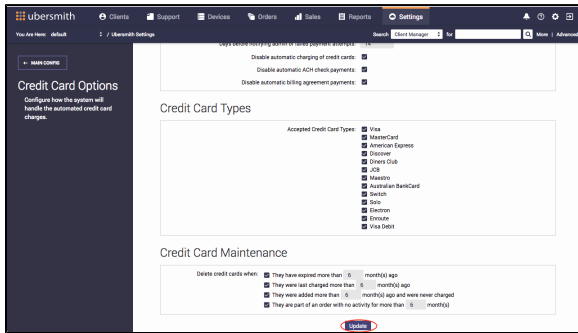 ubersmith
Clients
Support
Devices
Orders
Sales
Reports
Settings
You Are Here: default / Ubersmith Settings
Search Client Manager for
More | Advanced
← MAIN CONFIG
Credit Card Options
Configure how the system will
handle the automated credit card
charges.
Days before notifying admin of failed payment attempts: 14
Disable automatic charging of credit cards:
Disable automatic ACH check payments:
Disable automatic billing agreement payments:
Credit Card Types
Accepted Credit Card Types: Visa
MasterCard
American Express
Discover
Diners Club
JCB
Maestro
Australian BankCard
Switch
Solo
Electron
Enroute
Visa Debit
Credit Card Maintenance
Delete credit cards when: They have expired more than 6 month(s) ago
They were last charged more than 6 month(s) ago
They were added more than 6 month(s) ago and were never charged
They are part of an order with no activity for more than 6 month(s)
Update